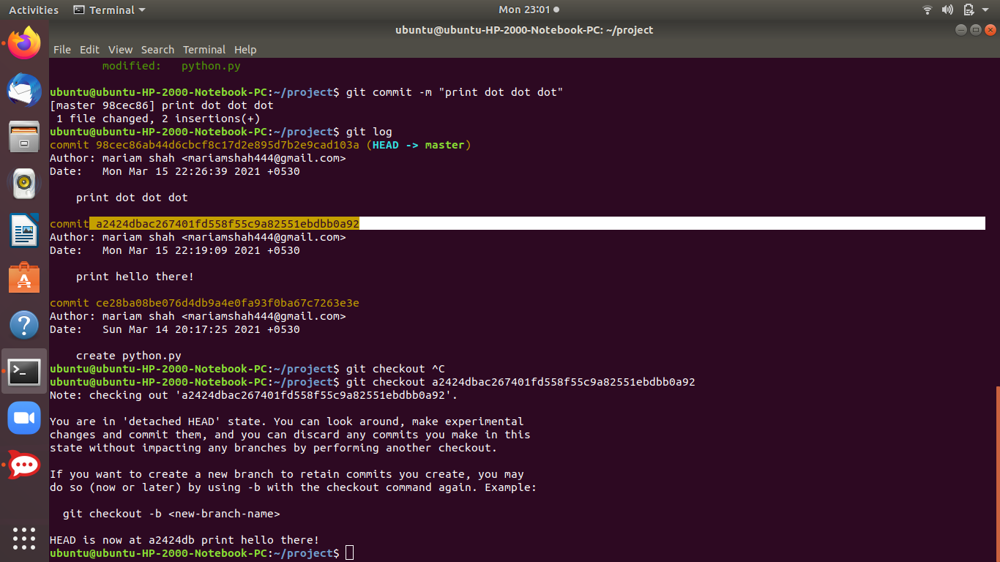 Activities
Terminal
Mon 23:01
ubuntu@ubuntu-HP-2000-Notebook-PC: ~/project
File Edit View Search Terminal Help
modified:   python.py
ubuntu@ubuntu-HP-2000-Notebook-PC:~/project$ git commit -m "print dot dot dot"
[master 98cec86] print dot dot dot
1 file changed, 2 insertions(+)
ubuntu@ubuntu-HP-2000-Notebook-PC:~/project$ git log
commit 98cec86ab44d6cbcf8c17d2e895d7b2e9cad103a (HEAD -> master)
Author: mariam shah <mariamshah444@gmail.com>
Date:   Mon Mar 15 22:26:39 2021 +0530
print dot dot dot
commit a2424dbac267401fd558f55c9a82551ebdbb0a92
Author: mariam shah <mariamshah444@gmail.com>
Date:   Mon Mar 15 22:19:09 2021 +0530
print hello there!
commit ce28ba08be076d4db9a4e0fa93f0ba67c7263e3e
Author: mariam shah <mariamshah444@gmail.com>
Date:   Sun Mar 14 20:17:25 2021 +0530
create python.py
ubuntu@ubuntu-HP-2000-Notebook-PC:~/project$ git checkout ^C
ubuntu@ubuntu-HP-2000-Notebook-PC:~/project$ git checkout a2424dbac267401fd558f55c9a82551ebdbb0a92
Note: checking out 'a2424dbac267401fd558f55c9a82551ebdbb0a92'.
You are in 'detached HEAD' state. You can look around, make experimental
changes and commit them, and you can discard any commits you make in this
state without impacting any branches by performing another checkout.
If you want to create a new branch to retain commits you create, you may
do so (now or later) by using -b with the checkout command again. Example:
git checkout -b <new-branch-name>
HEAD is now at a2424db print hello there!
ubuntu@ubuntu-HP-2000-Notebook-PC:~/project$